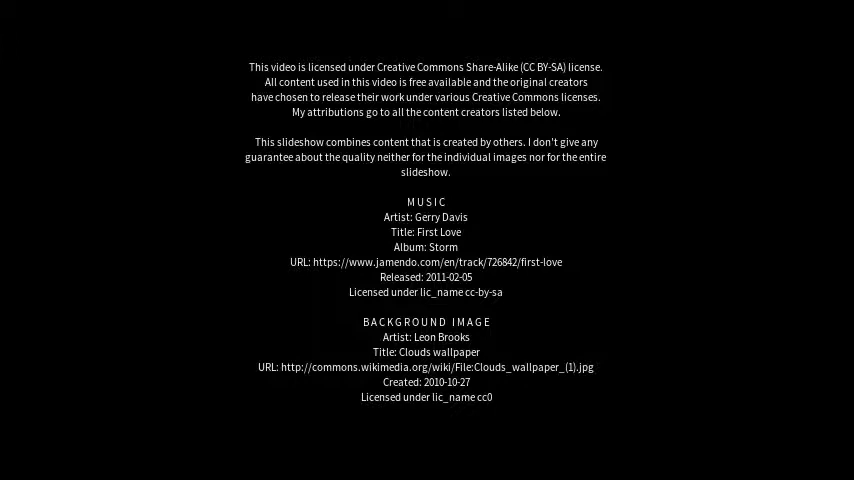 This video is licensed under Creative Commons Share-Alike (CC BY-SA) license.
All content used in this video is free available and the original creators
have chosen to release their work under various Creative Commons licenses.
My attributions go to all the content creators listed below.
This slideshow combines content that is created by others. I don't give any
guarantee about the quality neither for the individual images nor for the entire
slideshow.
MUSIC
Artist: Gerry Davis
Title: First Love
Album: Storm
URL: https://www.jamendo.com/en/track/726842/first-love
Released: 2011-02-05
Licensed under lic_name cc-by-sa
BACKGROUND IMAGE
Artist: Leon Brooks
Title: Clouds wallpaper
URL: http://commons.wikimedia.org/wiki/File:Clouds_wallpaper_(1).jpg
Created: 2010-10-27
Licensed under lic_name cc0